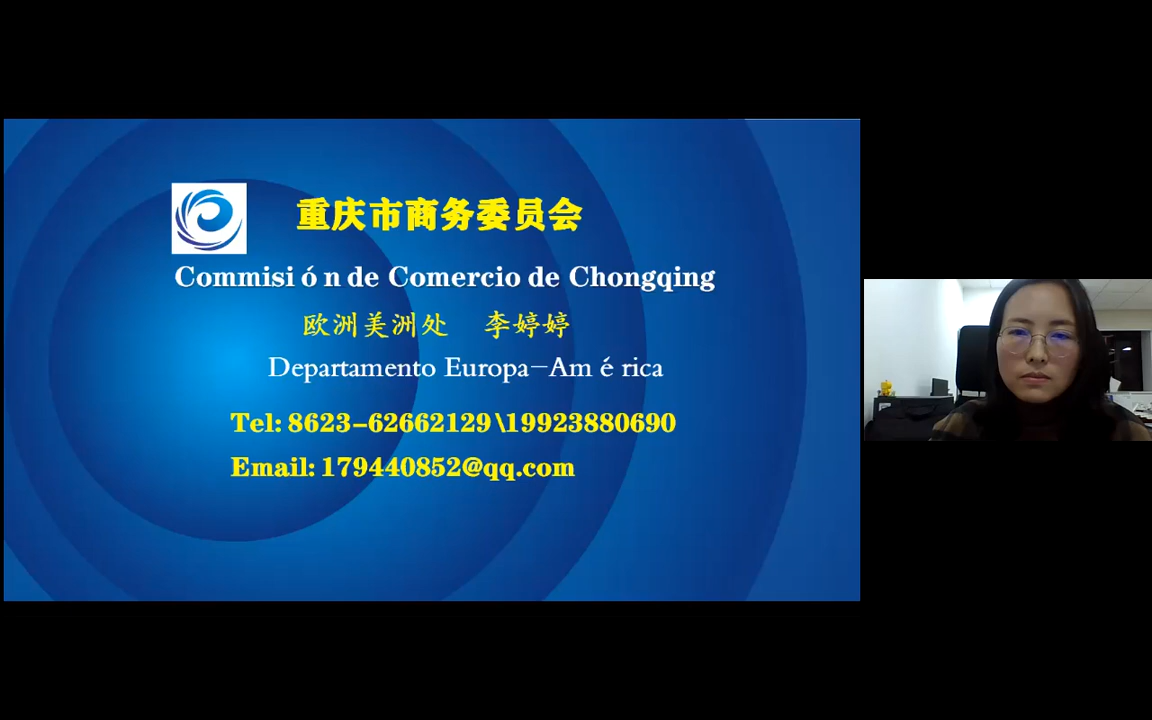 重庆市商务委员会
Commisi ó n de Comercio de Chongqing
欧洲美洲处 李婷婷
Departamento Europa-Am é rica
Tel: 8623-62662129\19923880690
Email: 179440852@qq.com